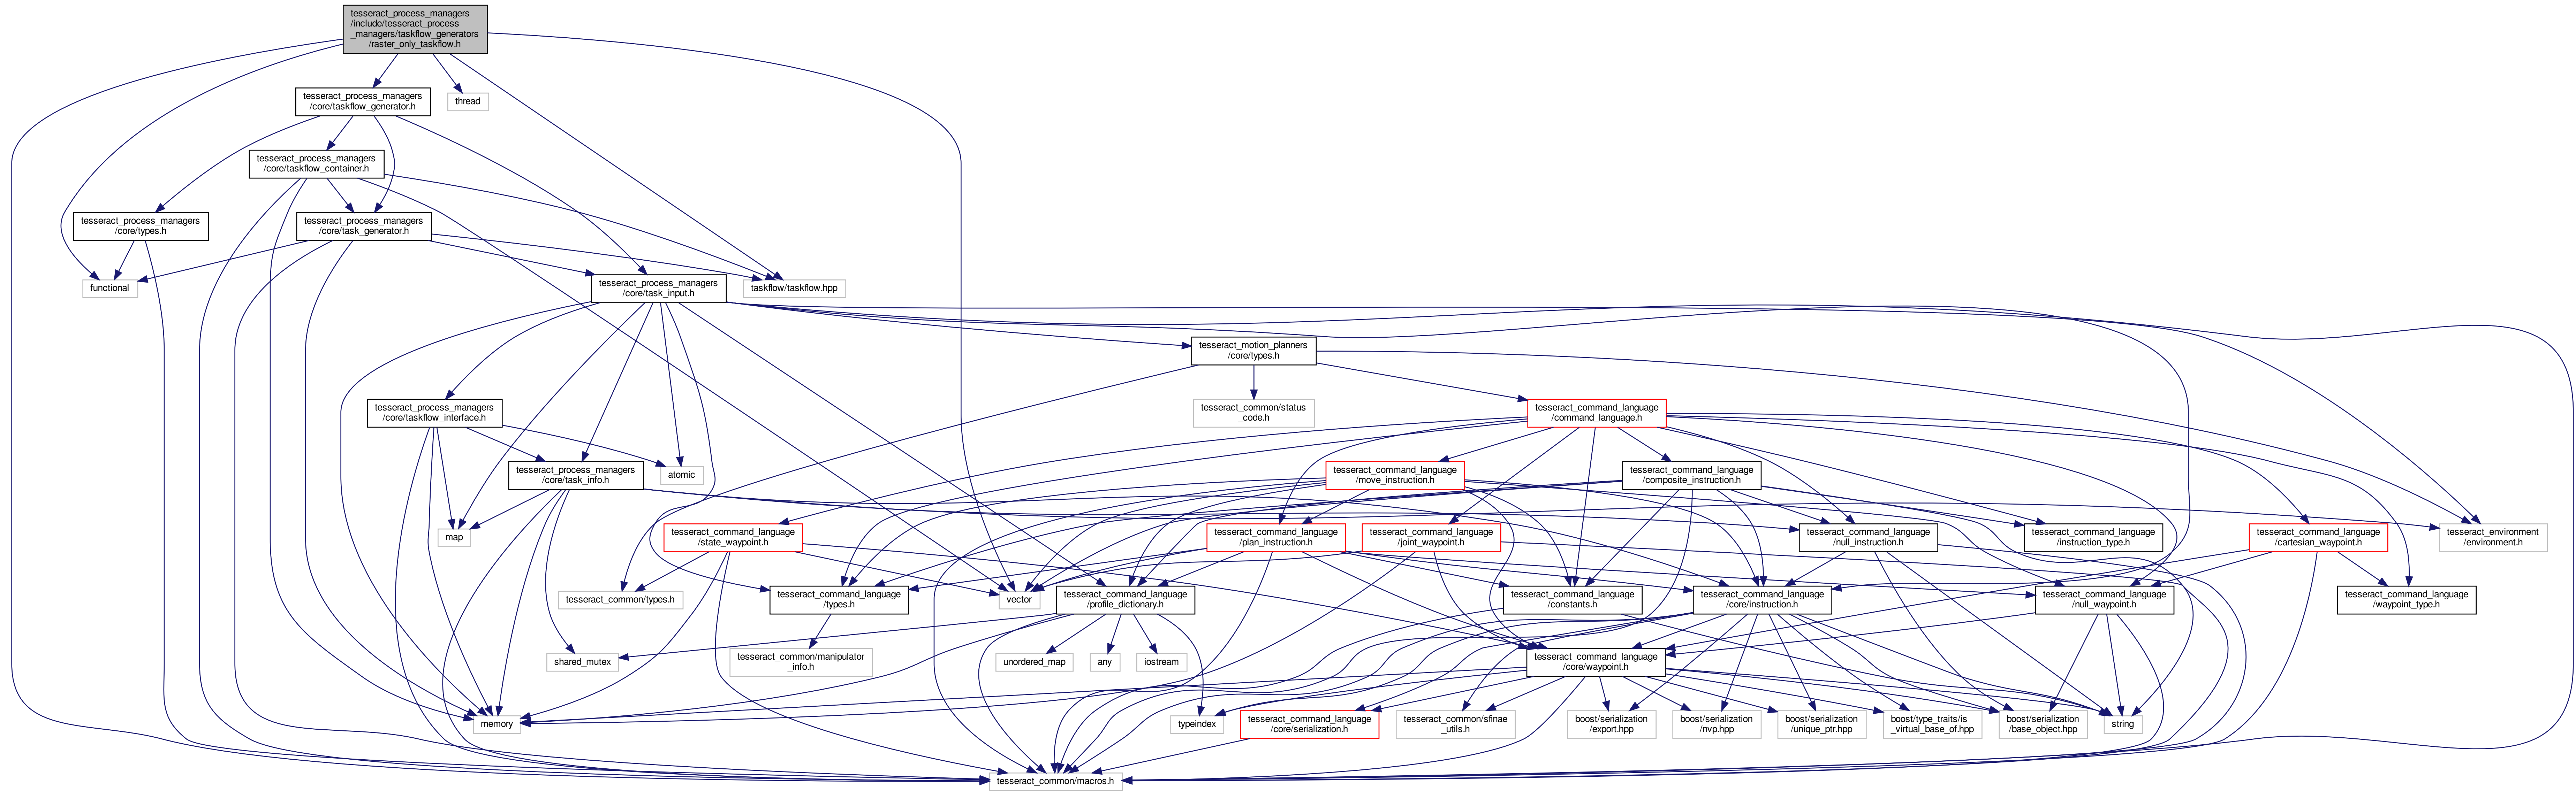 tesseract_process_managers
/include/tesseract_process
_managers/taskflow_generators
/raster_only_taskflow.h
tesseract_process_managers
/core/taskflow_generator.h
thread
tesseract_process_managers
/core/taskflow_container.h
tesseract_process_managers
/core/types.h
tesseract_process_managers
/core/task_generator.h
functional
tesseract_process_managers
/core/task_input.h
taskflow/taskflow.hpp
tesseract_motion_planners
/core/types.h
tesseract_process_managers
/core/taskflow_interface.h
tesseract_common/status
_code.h
tesseract_command_language
/command_language.h
tesseract_process_managers
/core/task_info.h
atomic
tesseract_command_language
/move_instruction.h
tesseract_command_language
/composite_instruction.h
map
tesseract_command_language
/state_waypoint.h
tesseract_command_language
/plan_instruction.h
tesseract_command_language
/joint_waypoint.h
tesseract_command_language
/null_instruction.h
tesseract_command_language
/instruction_type.h
tesseract_command_language
/cartesian_waypoint.h
tesseract_environment
/environment.h
tesseract_common/types.h
tesseract_command_language
/types.h
vector
tesseract_command_language
/profile_dictionary.h
tesseract_command_language
/constants.h
tesseract_command_language
/core/instruction.h
tesseract_command_language
/null_waypoint.h
tesseract_command_language
/waypoint_type.h
shared_mutex
tesseract_common/manipulator
_info.h
unordered_map
any
iostream
tesseract_command_language
/core/waypoint.h
memory
typeindex
tesseract_command_language
/core/serialization.h
tesseract_common/sfinae
_utils.h
boost/serialization
/export.hpp
boost/serialization
/nvp.hpp
boost/serialization
/unique_ptr.hpp
boost/type_traits/is
_virtual_base_of.hpp
boost/serialization
/base_object.hpp
string
tesseract_common/macros.h